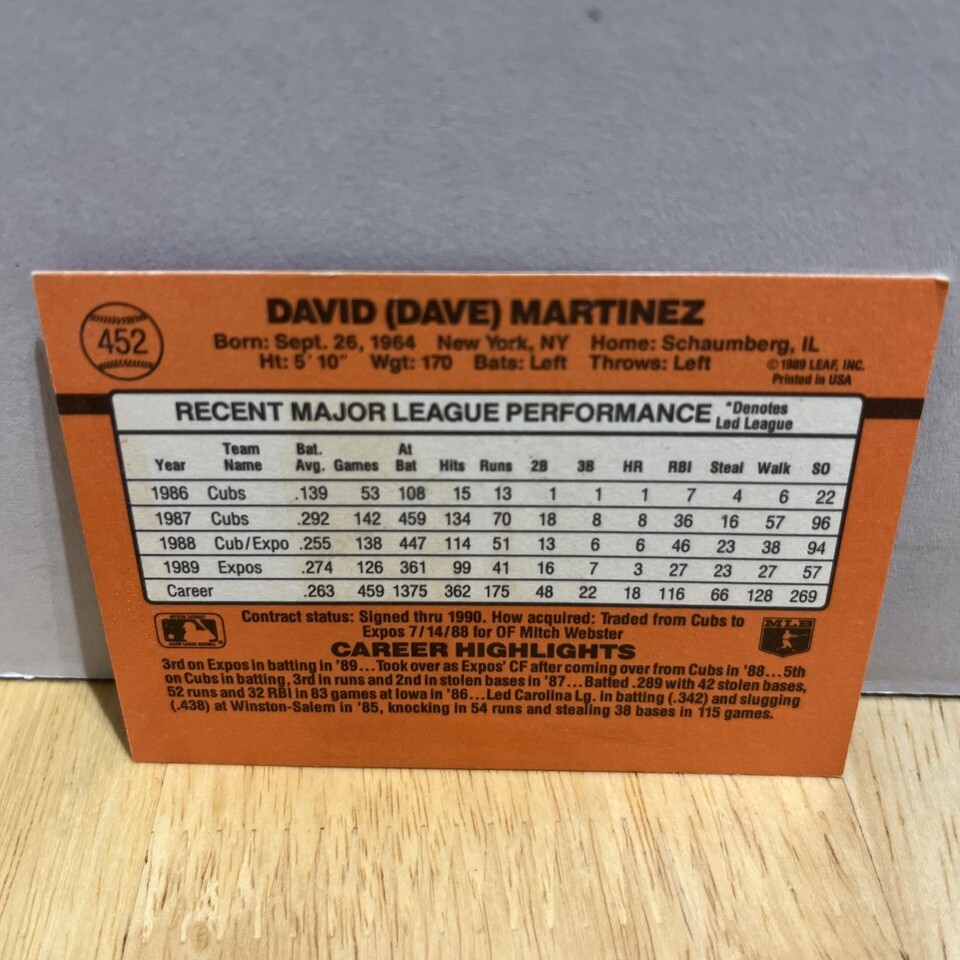 452
DAVID (DAVE) MARTINEZ
Born: Sept. 26, 1964 New York, NY Home: Schaumberg, IL
Ht: 5' 10" Wgt: 170 Bats: Left Throws: Left
©1989 LEAF, INC.
Printed in USA
RECENT MAJOR LEAGUE PERFORMANCE *Denotes Led League
Year Team Name Bat. Avg. Games At Bat Hits Runs 2B 3B HR RBI Steal Walk SO
1986 Cubs .139 53 108 15 13 1 1 1 7 4 6 22
1987 Cubs .292 142 459 134 70 18 8 8 36 16 57 96
1988 Cub/Expo .255 138 447 114 51 13 6 6 46 23 38 94
1989 Expos .274 126 361 99 41 16 7 3 27 23 27 57
Career .263 459 1375 362 175 48 22 18 116 66 128 269
Contract status: Signed thru 1990. How acquired: Traded from Cubs to
Expos 7/14/88 for OF Mitch Webster
MLB
CAREER HIGHLIGHTS
3rd on Expos in batting in '89...Took over as Expos' CF after coming over from Cubs in '88...5th
on Cubs in batting, 3rd in runs and 2nd in stolen bases in '87...Batted .289 with 42 stolen bases,
52 runs and 32 RBI in 83 games at Iowa in '86...Led Carolina Lg. in batting (.342) and slugging
(.438) at Winston-Salem in '85, knocking in 54 runs and stealing 38 bases in 115 games.